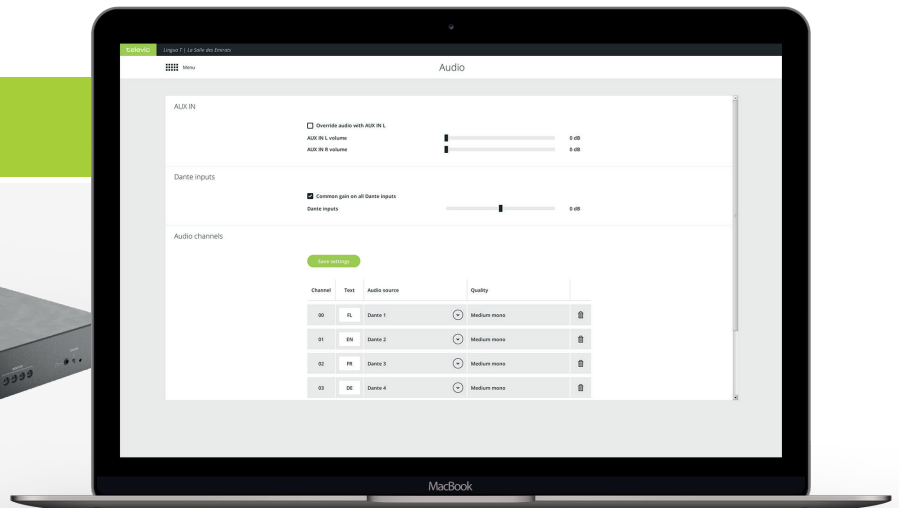 televic Lingua T | La Salle des Emirats
Menu
Audio
AUX IN
Override audio with AUX IN L
AUX IN L volume 0 dB
AUX IN R volume 0 dB
Dante inputs
Common gain on all Dante inputs
Dante inputs 0 dB
Audio channels
Save settings
Channel Text Audio source Quality
00 FL Dante 1 Medium mono
01 EN Dante 2 Medium mono
02 FR Dante 3 Medium mono
03 DE Dante 4 Medium mono
MacBook